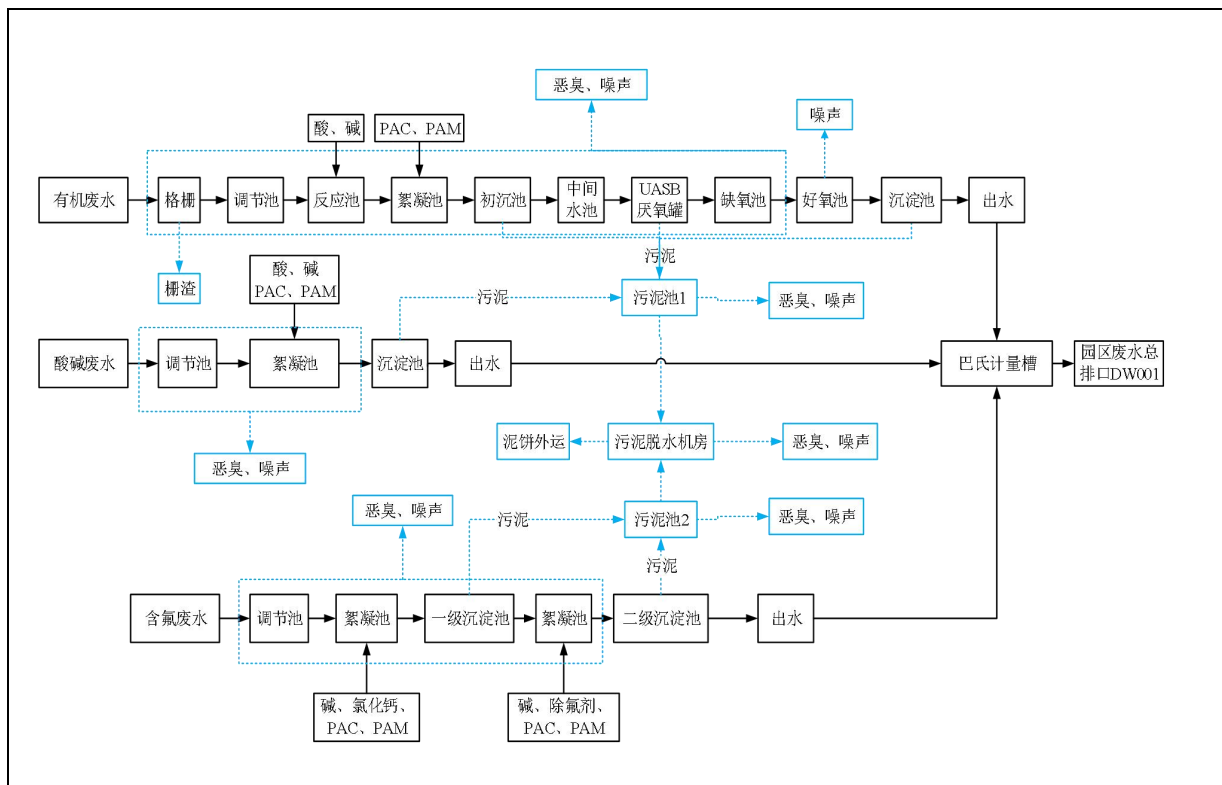 恶臭、噪声
噪声
酸、碱
PAC、PAM
有机废水
格栅
调节池
反应池
絮凝池
初沉池
中间
水池
UASB
厌氧罐
缺氧池
好氧池
沉淀池
出水
污泥
栅渣
酸、碱
PAC、PAM
污泥
污泥池1
恶臭、噪声
酸碱废水
调节池
絮凝池
沉淀池
出水
巴氏计量槽
园区废水总
排口DW001
恶臭、噪声
泥饼外运
污泥脱水机房
恶臭、噪声
恶臭、噪声
污泥
污泥池2
恶臭、噪声
污泥
含氟废水
调节池
絮凝池
一级沉淀池
絮凝池
二级沉淀池
出水
碱、氯化钙、
PAC、PAM
碱、除氟剂、
PAC、PAM